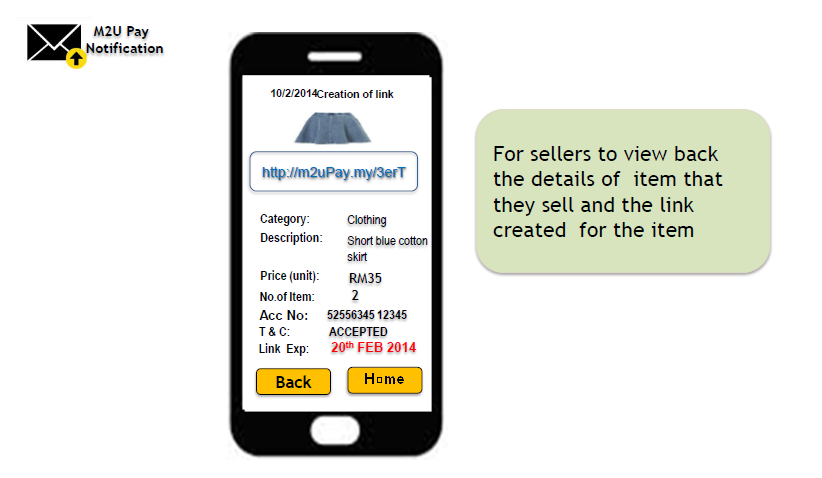 M2U Pay
Notification
10/2/2014Creation of link
http://m2uPay.my/3erT
Category: Clothing
Description: Short blue cotton
skirt
Price (unit): RM35
No.of Item: 2
Acc No: 52556345 12345
T & C: ACCEPTED
Link Exp: 20th FEB 2014
Back Home
For sellers to view back
the details of item that
they sell and the link
created for the item